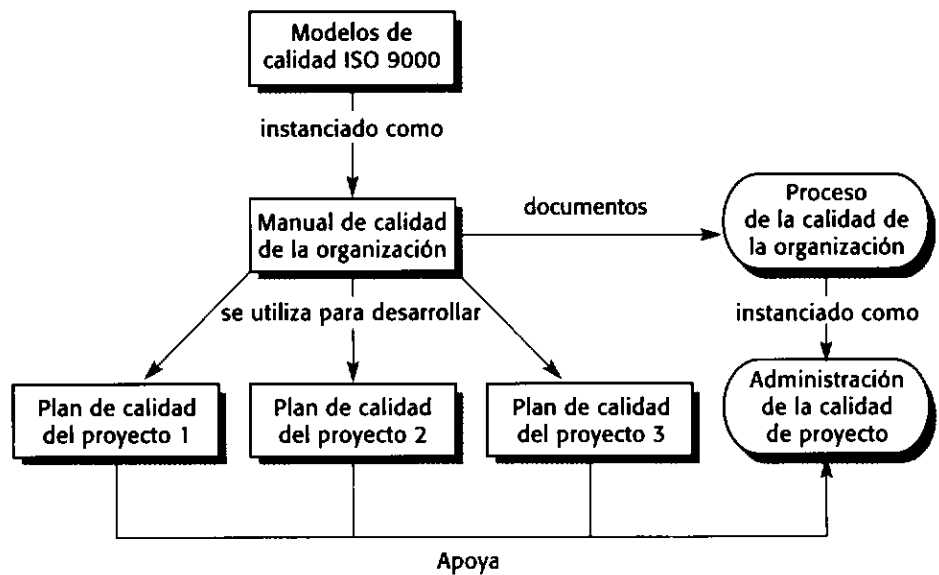 Modelos de
calidad ISO 9000
instanciado como
Manual de calidad
de la organización
documentos
Proceso
de la calidad de
la organización
se utiliza para desarrollar
instanciado como
Plan de calidad
del proyecto 1
Plan de calidad
del proyecto 2
Plan de calidad
del proyecto 3
Administración
de la calidad
de proyecto
Apoya